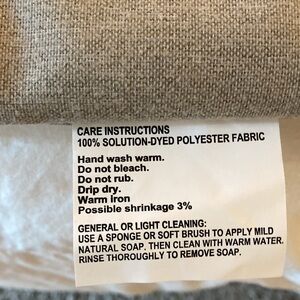 CARE INSTRUCTIONS
100% SOLUTION-DYED POLYESTER FABRIC
Hand wash warm.
Do not bleach.
Do not rub.
Drip dry.
Warm Iron
Possible shrinkage 3%
GENERAL OR LIGHT CLEANING:
USE A SPONGE OR SOFT BRUSH TO APPLY MILD
NATURAL SOAP. THEN CLEAN WITH WARM WATER.
RINSE THOROUGHLY TO REMOVE SOAP.